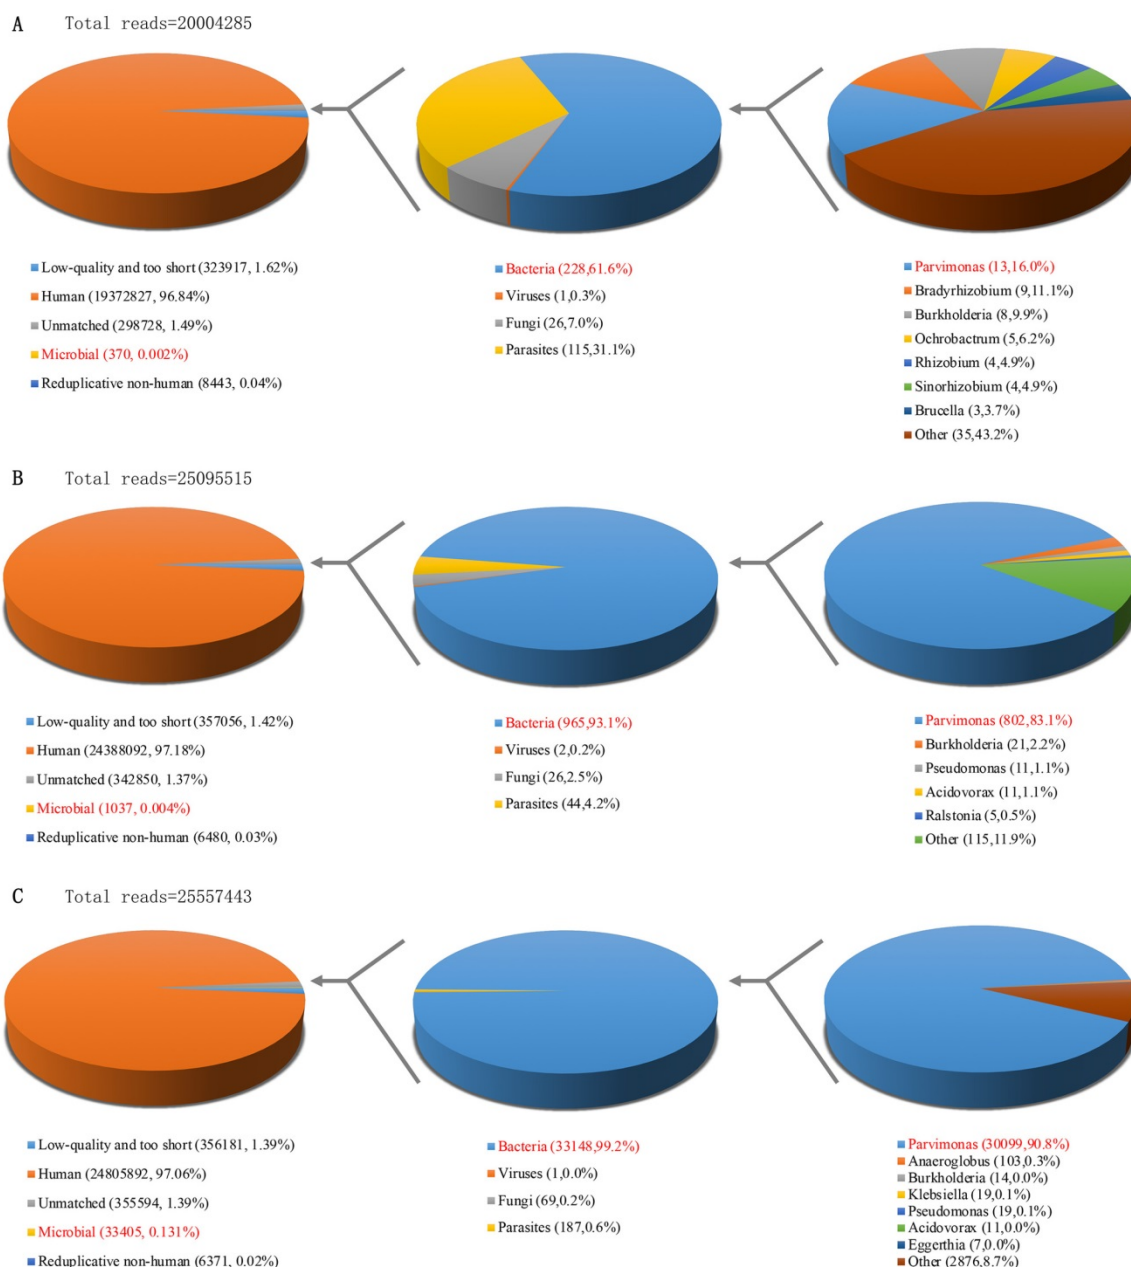 A Total reads=20004285
Low-quality and too short (323917, 1.62%)
Human (19372827, 96.84%)
Unmatched (298728, 1.49%)
Microbial (370, 0.002%)
Reduplicative non-human (8443, 0.04%)
Bacteria (228,61.6%)
Viruses (1,0.3%)
Fungi (26,7.0%)
Parasites (115,31.1%)
Parvimonas (13,16.0%)
Bradyrhizobium (9,11.1%)
Burkholderia (8,9.9%)
Ochrobactrum (5,6.2%)
Rhizobium (4,4.9%)
Sinorhizobium (4,4.9%)
Brucella (3,3.7%)
Other (35,43.2%)
B Total reads=25095515
Low-quality and too short (357056, 1.42%)
Human (24388092, 97.18%)
Unmatched (342850, 1.37%)
Microbial (1037, 0.004%)
Reduplicative non-human (6480, 0.03%)
Bacteria (965,93.1%)
Viruses (2,0.2%)
Fungi (26,2.5%)
Parasites (44,4.2%)
Parvimonas (802,83.1%)
Burkholderia (21,2.2%)
Pseudomonas (11,1.1%)
Acidovorax (11,1.1%)
Ralstonia (5,0.5%)
Other (115,11.9%)
C Total reads=25557443
Low-quality and too short (356181, 1.39%)
Human (24805892, 97.06%)
Unmatched (355594, 1.39%)
Microbial (33405, 0.131%)
Reduplicative non-human (6371, 0.02%)
Bacteria (33148,99.2%)
Viruses (1,0.0%)
Fungi (69,0.2%)
Parasites (187,0.6%)
Parvimonas (30099,90.8%)
Anaeroglobus (103,0.3%)
Burkholderia (14,0.0%)
Klebsiella (19,0.1%)
Pseudomonas (19,0.1%)
Acidovorax (11,0.0%)
Eggerthia (7,0.0%)
Other (2876,8.7%)